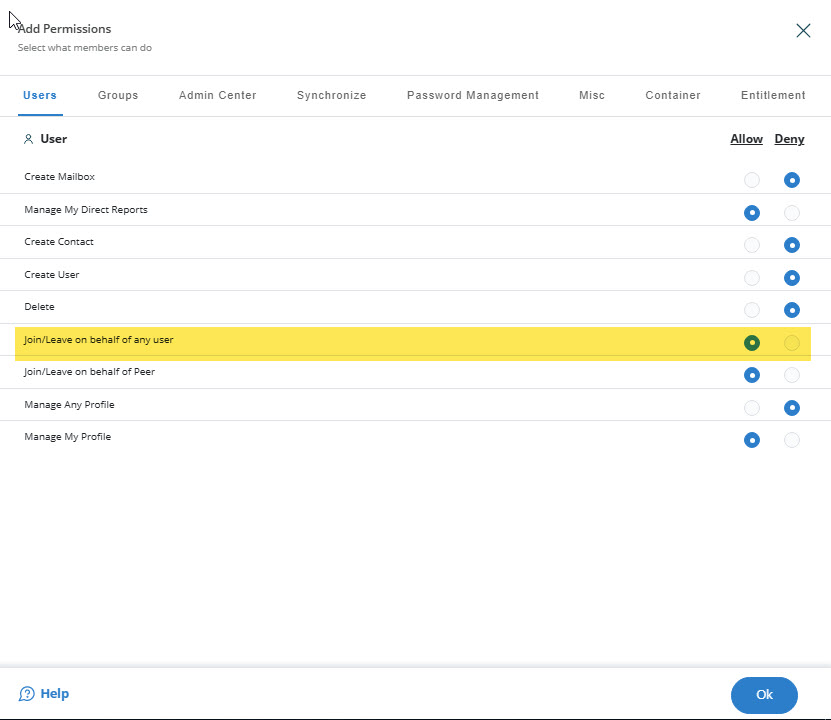 Add Permissions
Select what members can do
Users Groups Admin Center Synchronize Password Management Misc Container Entitlement
User Allow Deny
Create Mailbox
Manage My Direct Reports
Create Contact
Create User
Delete
Join/Leave on behalf of any user
Join/Leave on behalf of Peer
Manage Any Profile
Manage My Profile
Help Ok